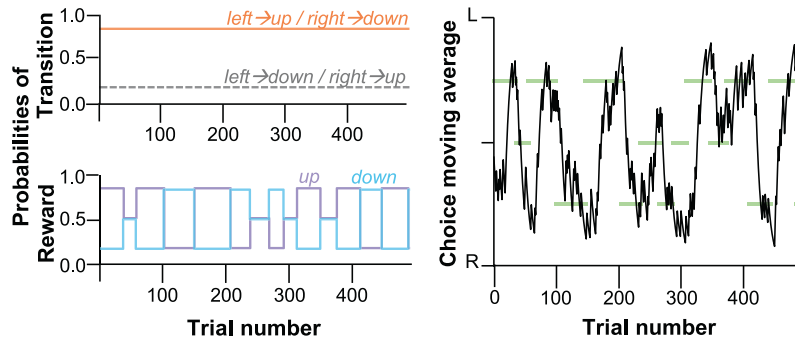 Probabilities of
Transition
1.0
0.5
0.0
left→up / right→down
left→down / right→up
100
200
300
400
Reward
1.0
0.5
0.0
up
down
100
200
300
400
Trial number
Choice moving average
L
R
0
100
200
300
400
Trial number